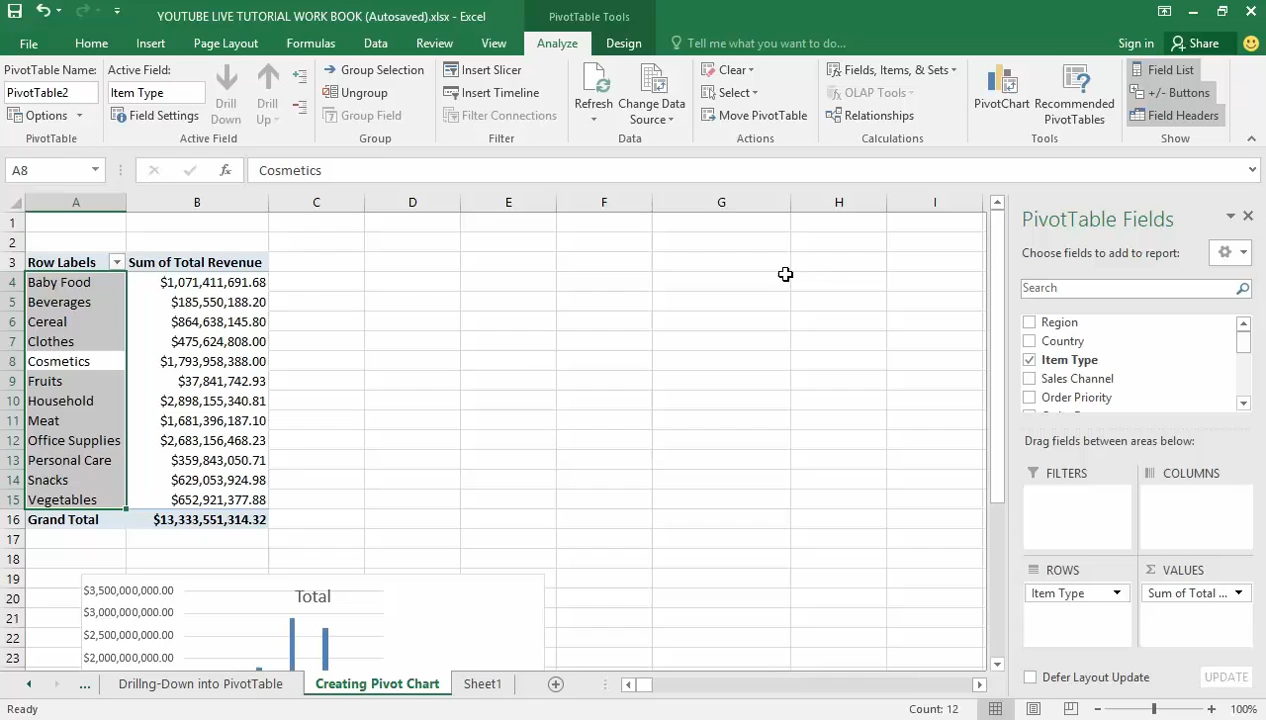 YOUTUBE LIVE TUTORIAL WORK BOOK (Autosaved).xlsx - Excel
PivotTable Tools
File Home Insert Page Layout Formulas Data Review View Analyze Design Tell me what you want to do... Sign in Share
PivotTable Name:
PivotTable2
Options
PivotTable
Active Field:
Item Type
Field Settings
Drill Down
Drill Up
Active Field
Group Selection
Ungroup
Group Field
Group
Insert Slicer
Insert Timeline
Filter Connections
Filter
Refresh
Change Data Source
Data
Clear
Select
Move PivotTable
Actions
Fields, Items, & Sets
OLAP Tools
Relationships
Calculations
PivotChart
Recommended PivotTables
Tools
Field List
+/- Buttons
Field Headers
Show
A8 fx Cosmetics
A B C D E F G H I
1
2
3 Row Labels Sum of Total Revenue
4 Baby Food $1,071,411,691.68
5 Beverages $185,550,188.20
6 Cereal $864,638,145.80
7 Clothes $475,624,808.00
8 Cosmetics $1,793,958,388.00
9 Fruits $37,841,742.93
10 Household $2,898,155,340.81
11 Meat $1,681,396,187.10
12 Office Supplies $2,683,156,468.23
13 Personal Care $359,843,050.71
14 Snacks $629,053,924.98
15 Vegetables $652,921,377.88
16 Grand Total $13,333,551,314.32
17
18
19
20
21
22
23
Total
$3,500,000,000.00
$3,000,000,000.00
$2,500,000,000.00
$2,000,000,000.00
PivotTable Fields
Choose fields to add to report:
Search
Region
Country
Item Type
Sales Channel
Order Priority
Drag fields between areas below:
FILTERS
COLUMNS
ROWS
Item Type
Σ VALUES
Sum of Total ...
Defer Layout Update UPDATE
... Drillng-Down into PivotTable Creating Pivot Chart Sheet1
Ready Count: 12 100%